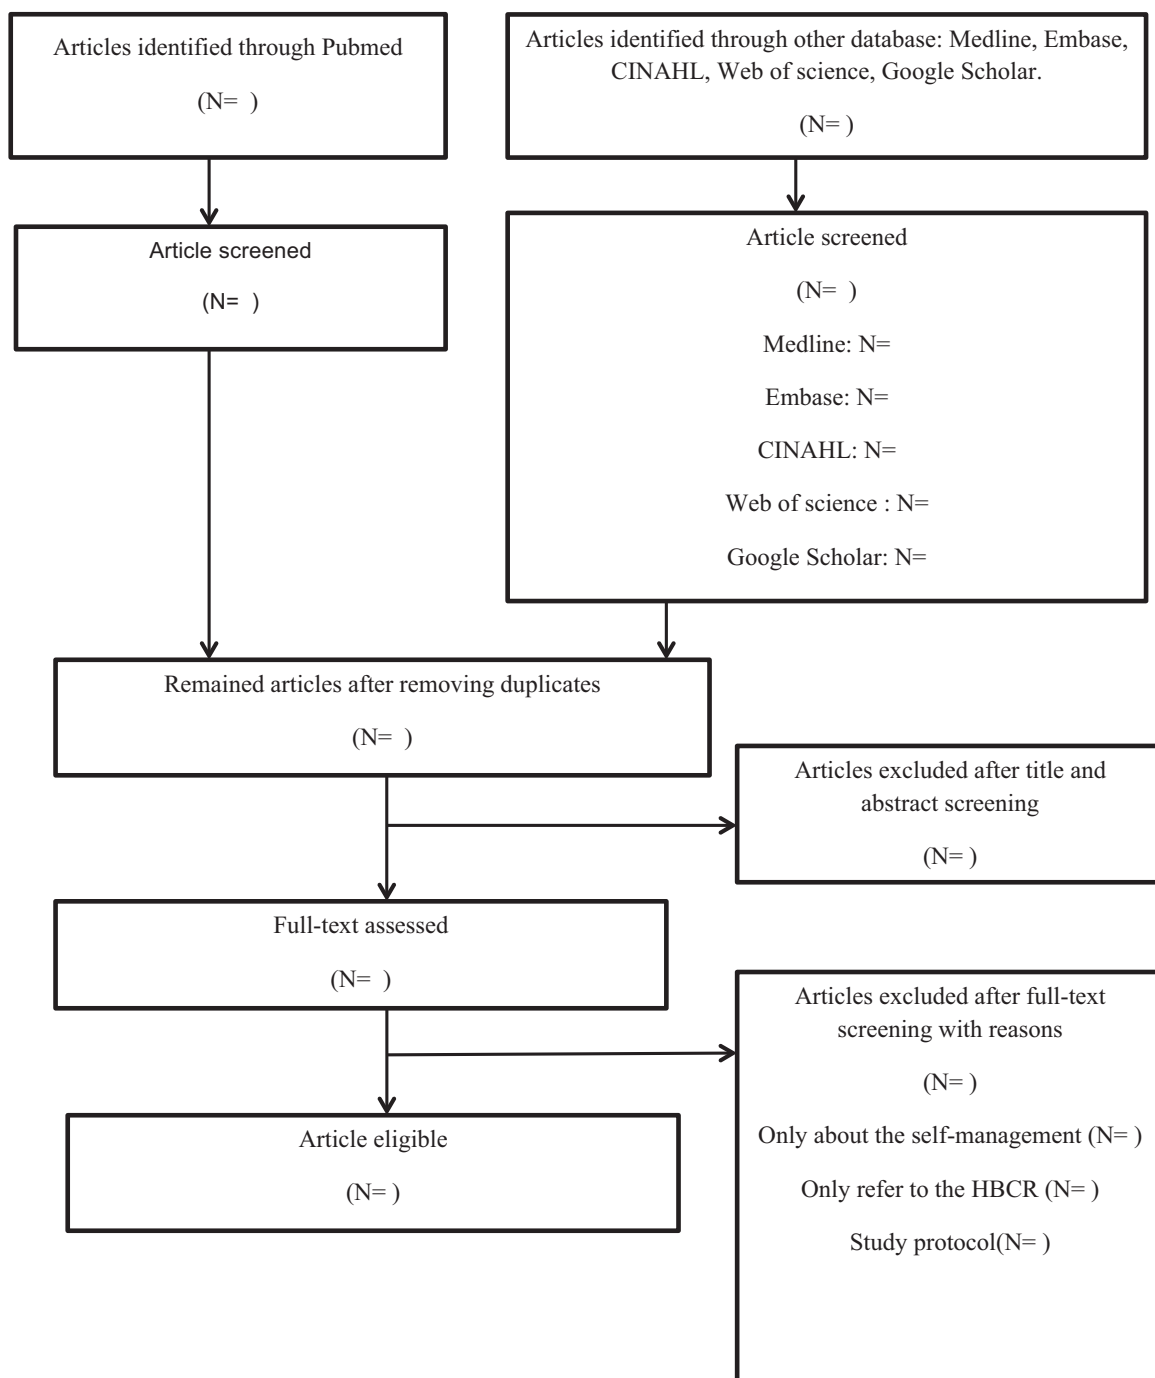 Articles identified through Pubmed
(N=  )
Articles identified through other database: Medline, Embase,
CINAHL, Web of science, Google Scholar.
(N= )
Article screened
(N=  )
Article screened
(N=  )
Medline: N=
Embase: N=
CINAHL: N=
Web of science : N=
Google Scholar: N=
Remained articles after removing duplicates
(N=  )
Articles excluded after title and
abstract screening
(N= )
Full-text assessed
(N=  )
Articles excluded after full-text
screening with reasons
(N= )
Only about the self-management (N= )
Only refer to the HBCR (N= )
Study protocol(N= )
Article eligible
(N= )